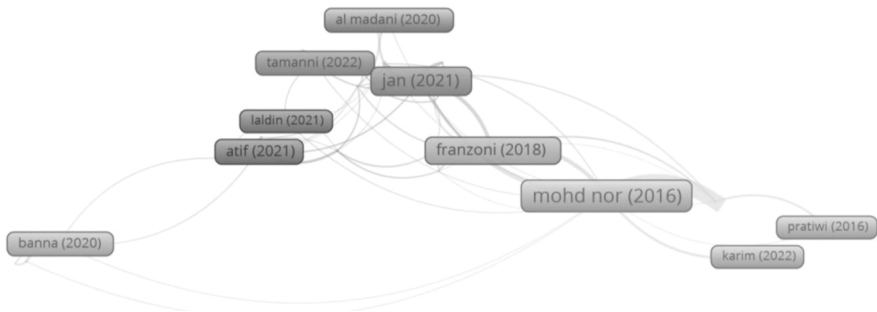 al madani (2020)
tamanni (2022)
jan (2021)
laldin (2021)
atif (2021)
franzoni (2018)
mohd nor (2016)
pratiwi (2016)
banna (2020)
karim (2022)